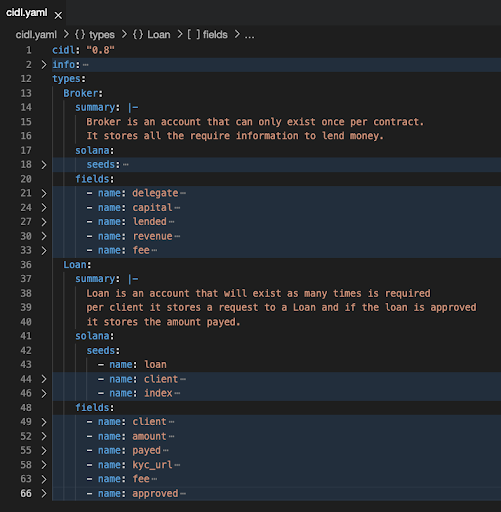 cidl.yaml ×
cidl.yaml > {} types > {} Loan > [ ] fields > ...
1 cidl: "0.8"
2 > info: ⋯
12 types:
13 Broker:
14 summary: |-
15 Broker is an account that can only exist once per contract.
16 It stores all the require information to lend money.
17 solana:
18 > seeds: ⋯
20 fields:
21 > - name: delegate ⋯
24 > - name: capital ⋯
27 > - name: lended ⋯
30 > - name: revenue ⋯
33 > - name: fee ⋯
36 Loan:
37 summary: |-
38 Loan is an account that will exist as many times is required
39 per client it stores a request to a Loan and if the loan is approved
40 it stores the amount payed.
41 solana:
42 seeds:
43 - name: loan
44 > - name: client ⋯
46 > - name: index ⋯
48 fields:
49 > - name: client ⋯
52 > - name: amount ⋯
55 > - name: payed ⋯
58 > - name: kyc_url ⋯
63 > - name: fee ⋯
66 > - name: approved ⋯